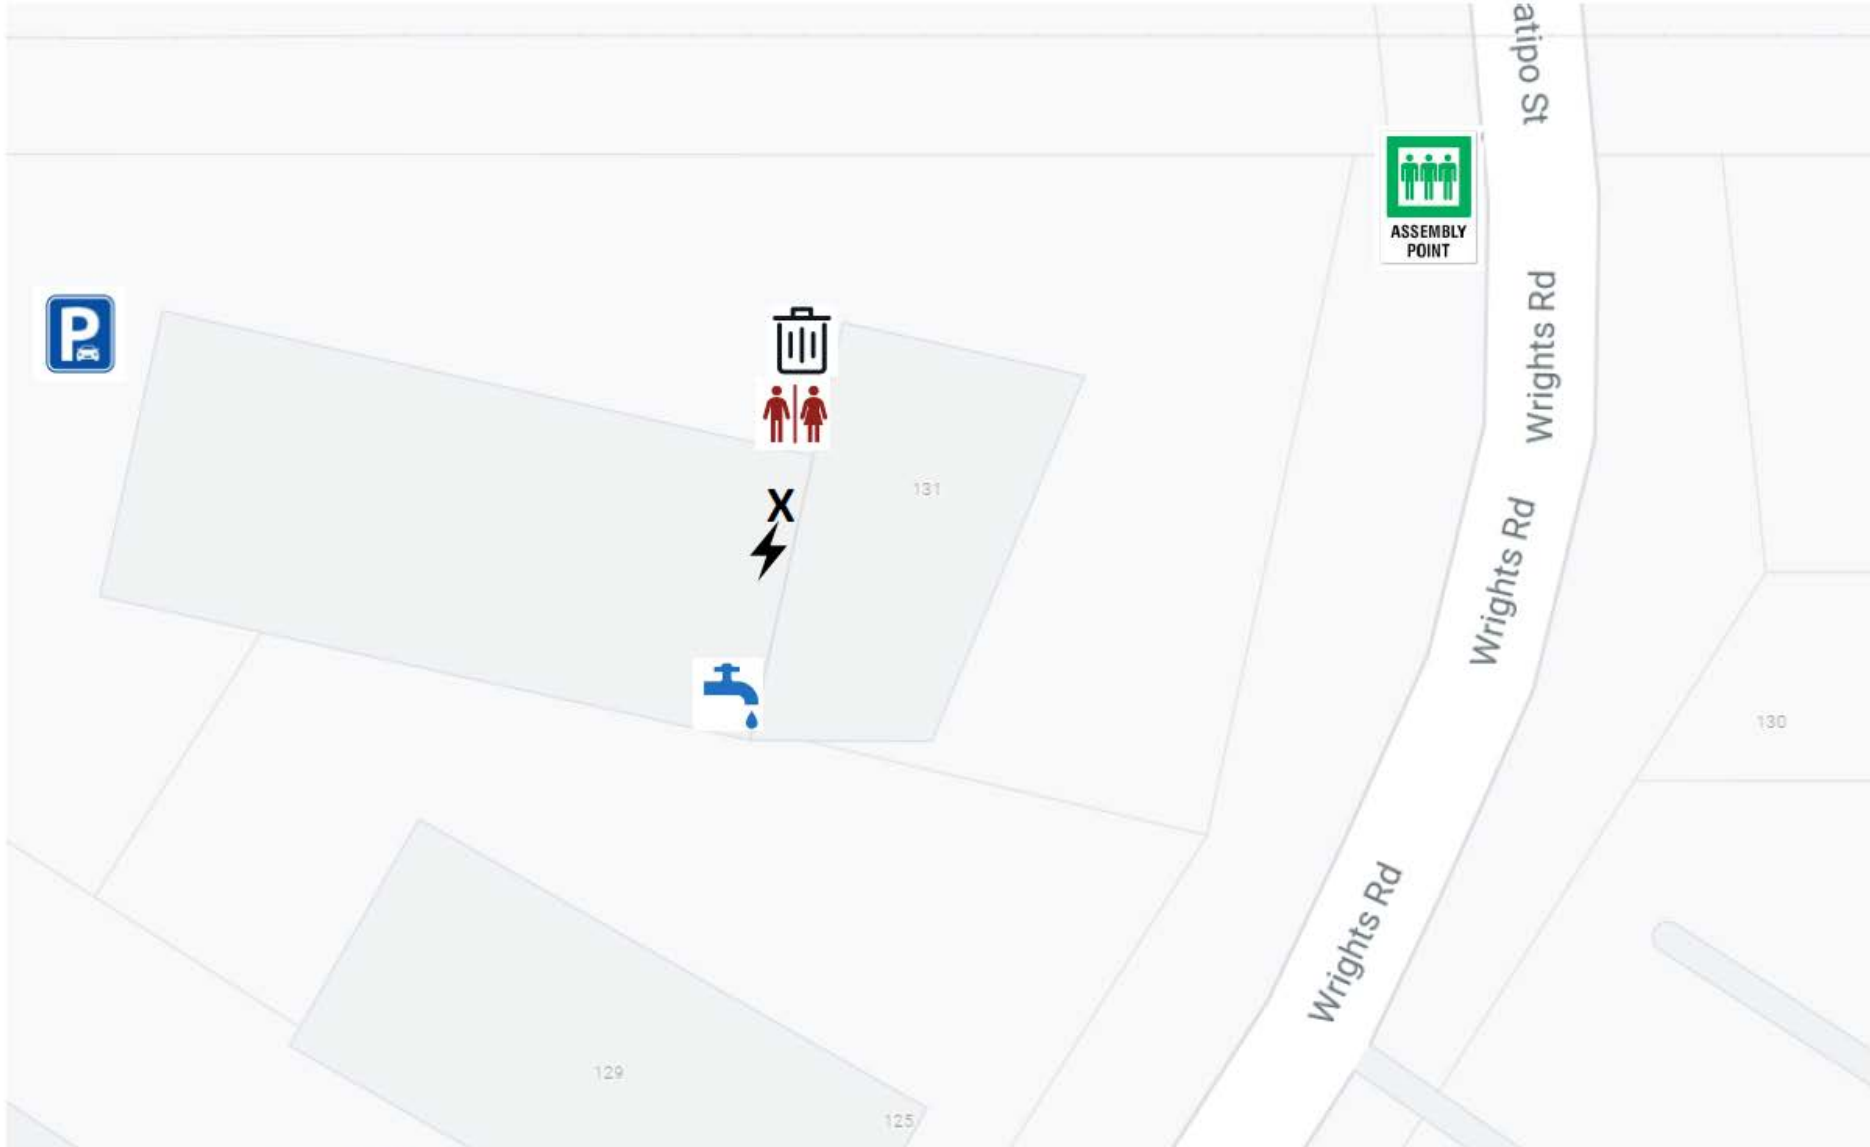 atipo St
ASSEMBLY
POINT
P
Wrights Rd
X
131
Wrights Rd
130
Wrights Rd
129
125